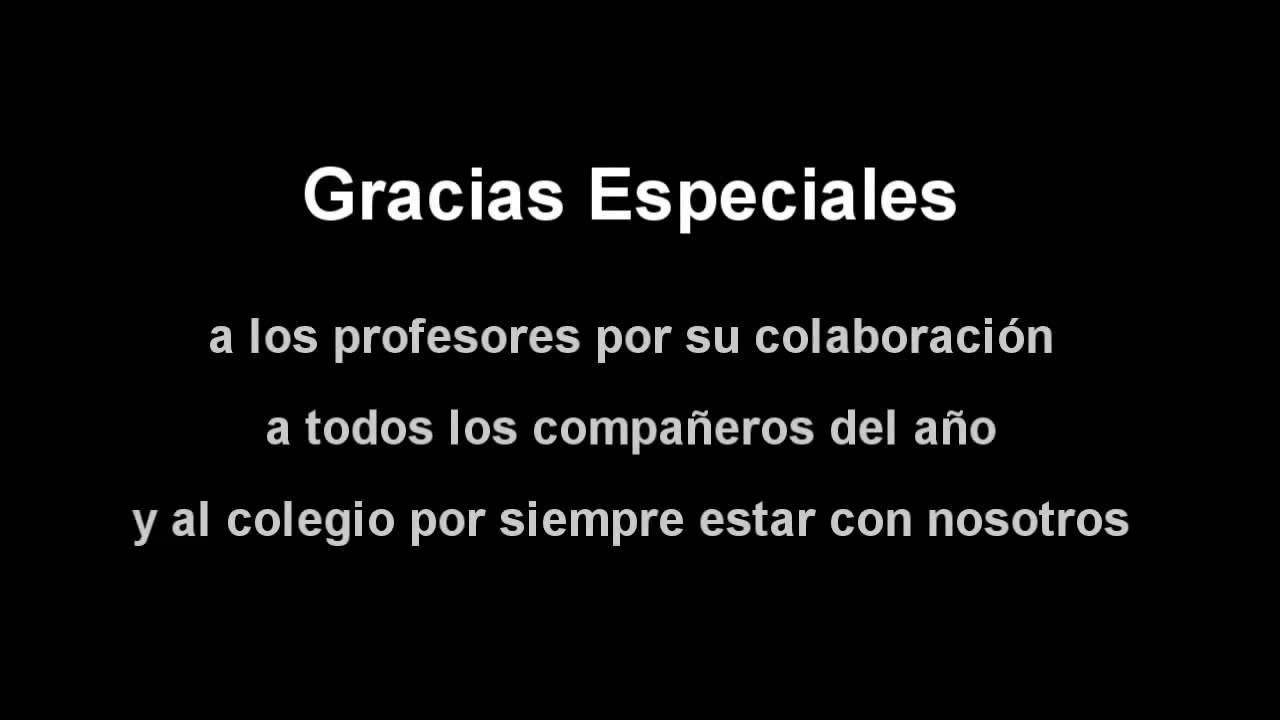 Gracias Especiales
a los profesores por su colaboración
a todos los compañeros del año
y al colegio por siempre estar con nosotros